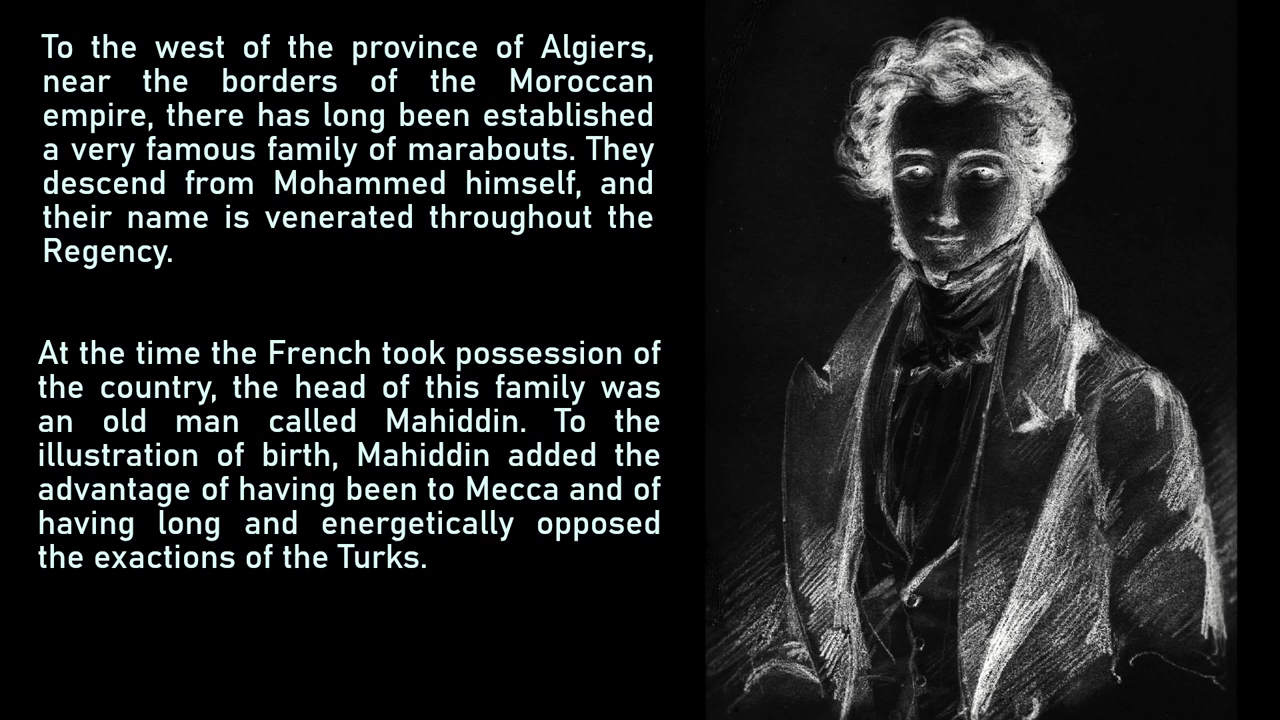 To the west of the province of Algiers,
near the borders of the Moroccan
empire, there has long been established
a very famous family of marabouts. They
descend from Mohammed himself, and
their name is venerated throughout the
Regency.
At the time the French took possession of
the country, the head of this family was
an old man called Mahiddin. To the
illustration of birth, Mahiddin added the
advantage of having been to Mecca and of
having long and energetically opposed
the exactions of the Turks.